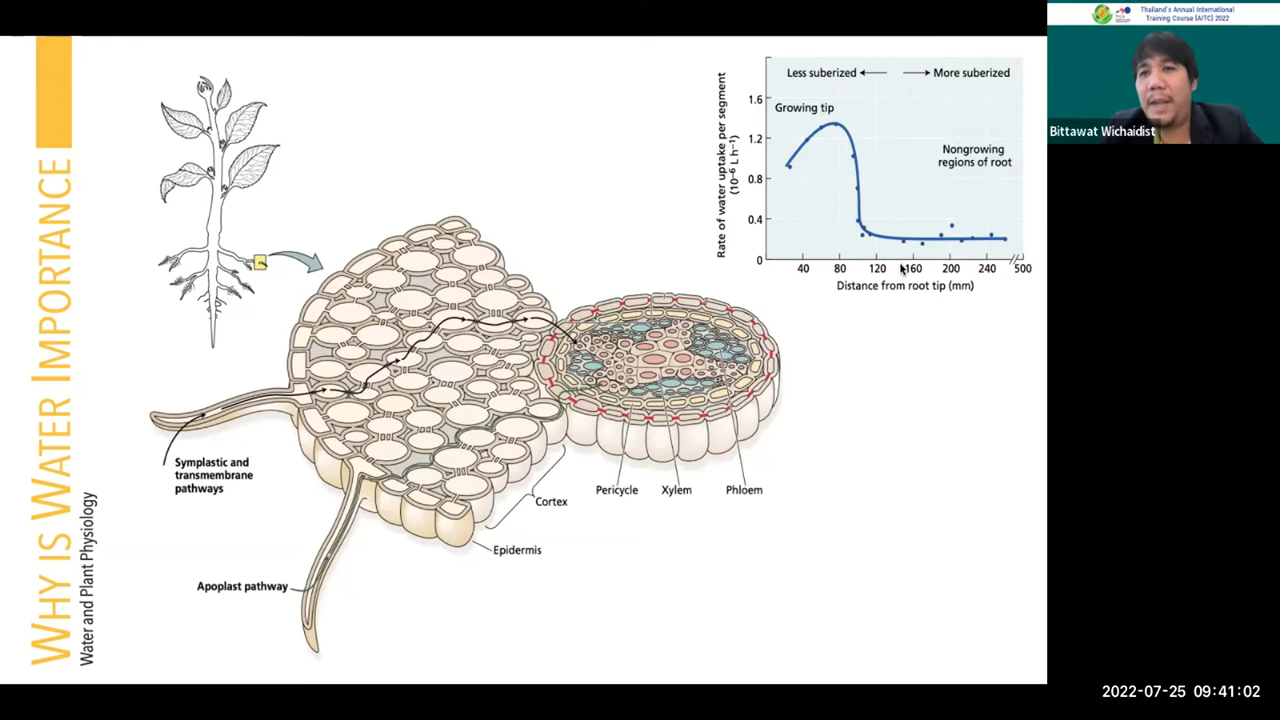 WHY IS WATER IMPORTANCE
Water and Plant Physiology
Symplastic and
transmembrane
pathways
Apoplast pathway
Epidermis
Cortex
Pericycle
Xylem
Phloem
Rate of water uptake per segment
(10⁻⁶ L h⁻¹)
Less suberized
More suberized
Growing tip
Nongrowing
regions of root
1.6
1.2
0.8
0.4
0
40
80
120
160
200
240
500
Distance from root tip (mm)
Thailand's Annual International
Training Course (AITC) 2022
Bittawat Wichaidist
2022-07-25 09:41:02